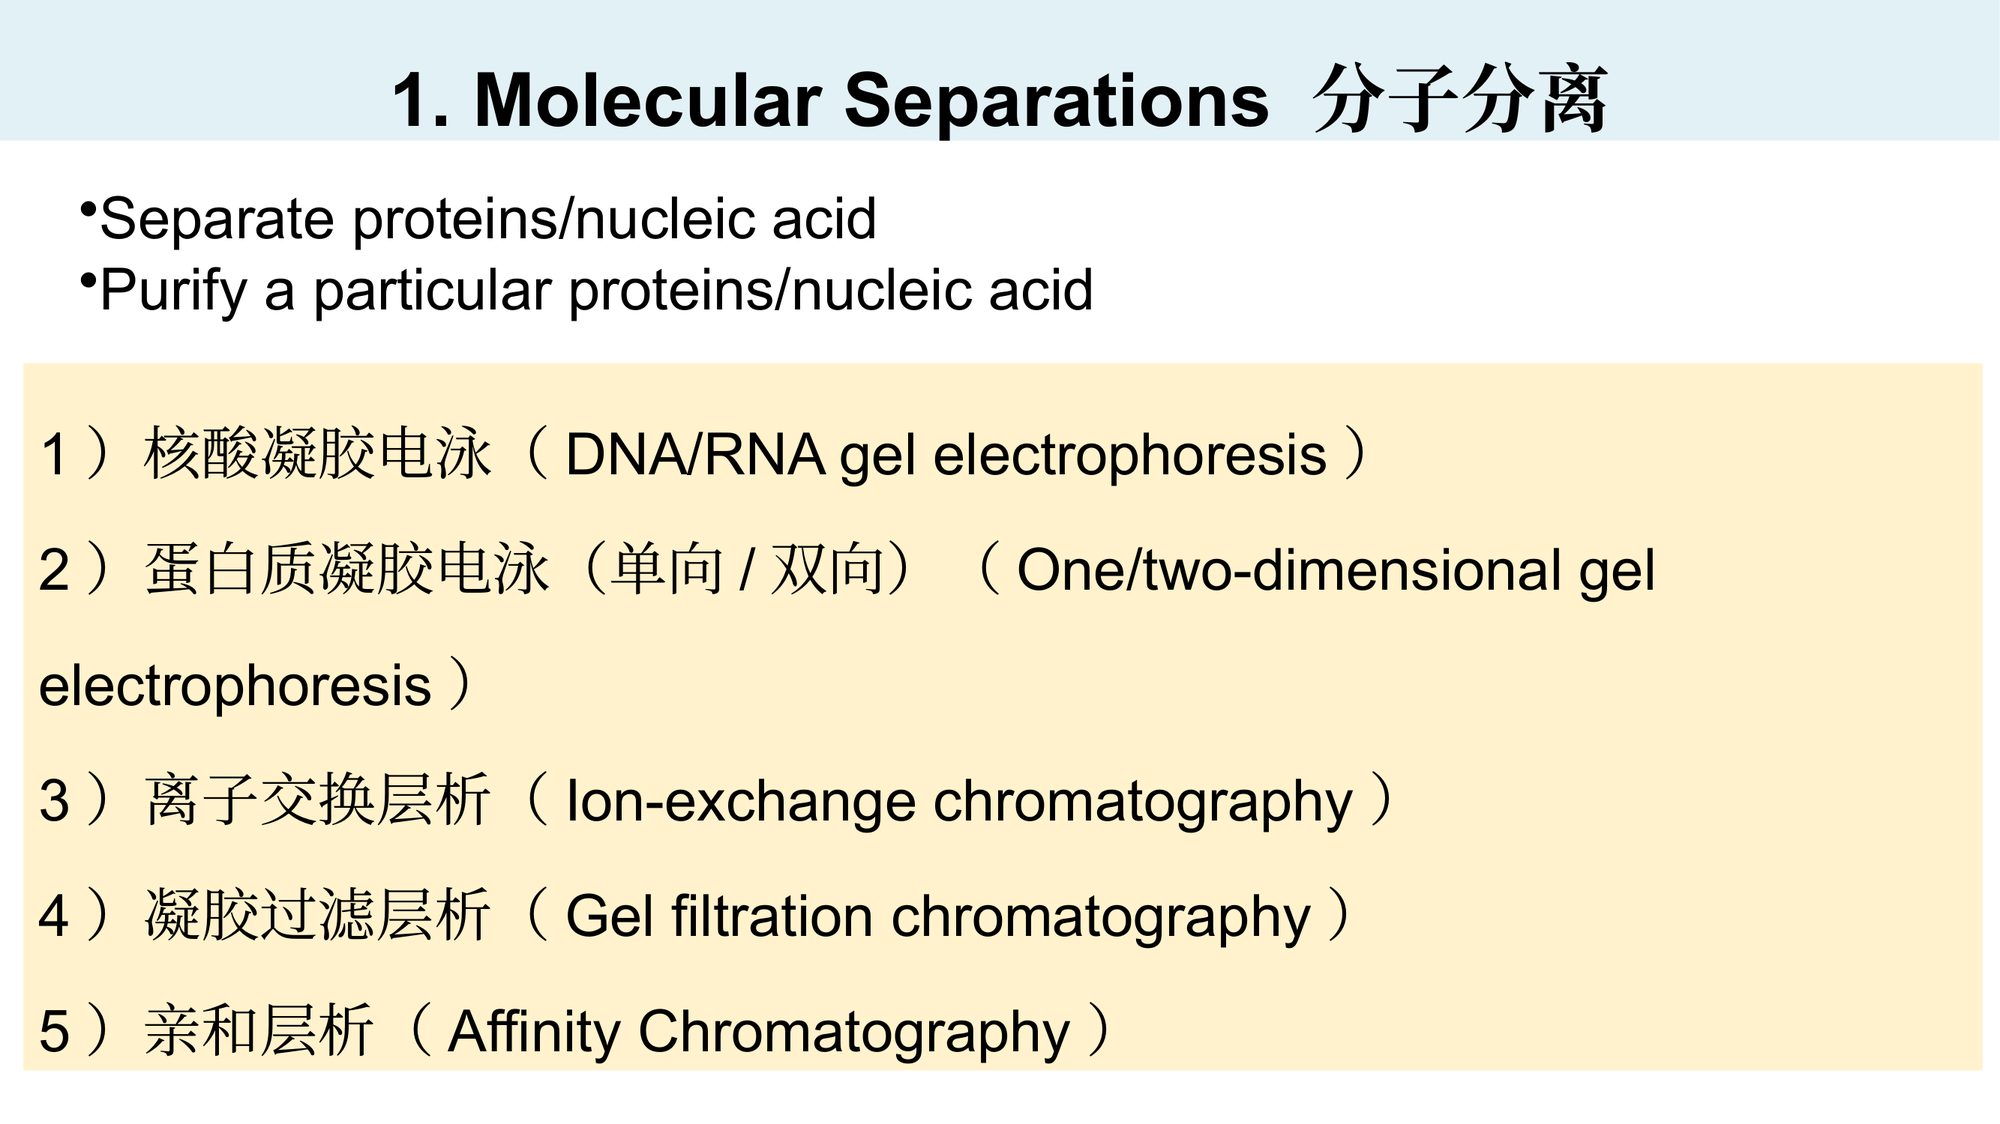 1. Molecular Separations 分子分离
•Separate proteins/nucleic acid
•Purify a particular proteins/nucleic acid
1）核酸凝胶电泳（DNA/RNA gel electrophoresis）
2）蛋白质凝胶电泳（单向/双向）（One/two-dimensional gel
electrophoresis）
3）离子交换层析（Ion-exchange chromatography）
4）凝胶过滤层析（Gel filtration chromatography）
5）亲和层析（Affinity Chromatography）